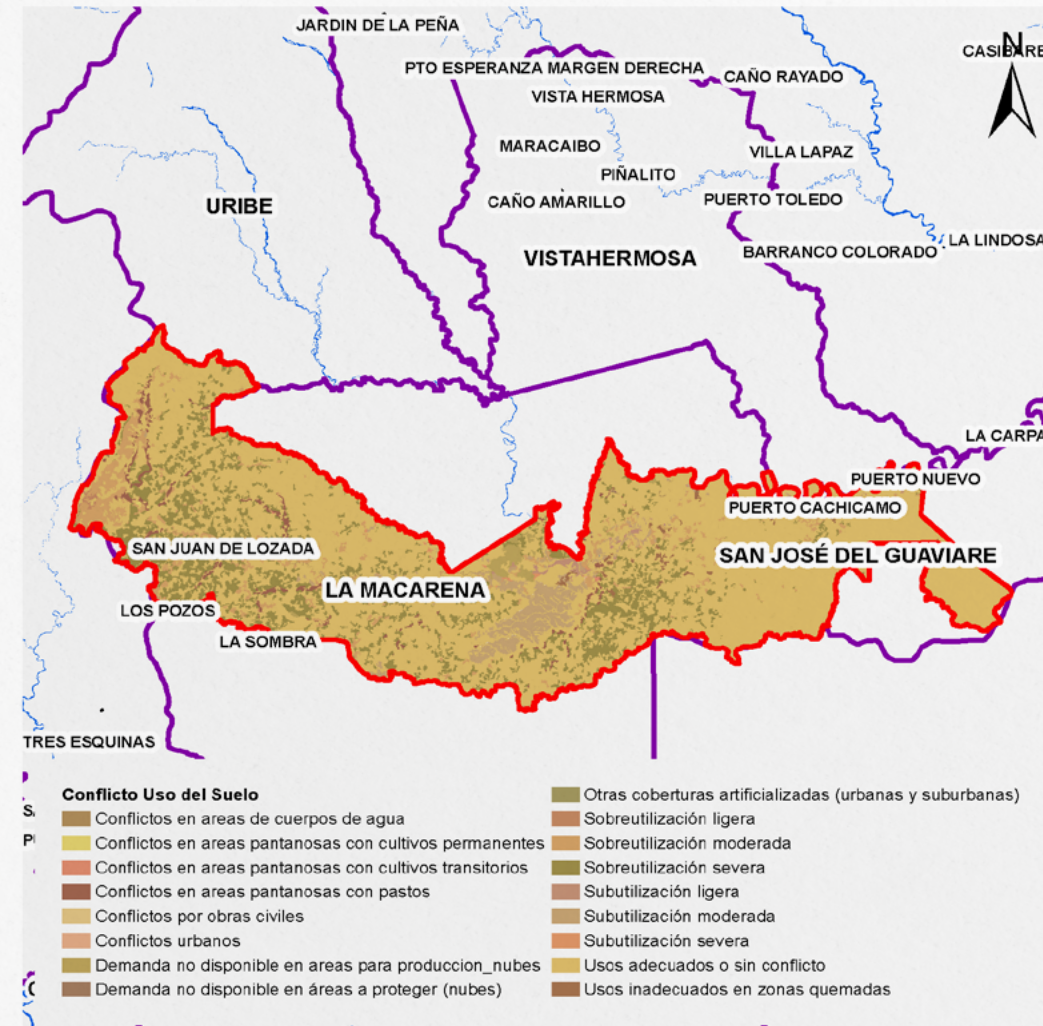 JARDIN DE LA PEÑA
N
CASIBARE
PTO ESPERANZA MARGEN DERECHA
CAÑO RAYADO
VISTA HERMOSA
MARACAIBO
VILLA LAPAZ
PIÑALITO
CAÑO AMARILLO
PUERTO TOLEDO
URIBE
LA LINDOSA
BARRANCO COLORADO
VISTAHERMOSA
LA CARPA
PUERTO NUEVO
PUERTO CACHICAMO
SAN JUAN DE LOZADA
SAN JOSÉ DEL GUAVIARE
LA MACARENA
LOS POZOS
LA SOMBRA
TRES ESQUINAS
Conflicto Uso del Suelo
Conflictos en areas de cuerpos de agua
Conflictos en areas pantanosas con cultivos permanentes
Conflictos en areas pantanosas con cultivos transitorios
Conflictos en areas pantanosas con pastos
Conflictos por obras civiles
Conflictos urbanos
Demanda no disponible en areas para produccion_nubes
Demanda no disponible en áreas a proteger (nubes)
Otras coberturas artificializadas (urbanas y suburbanas)
Sobreutilización ligera
Sobreutilización moderada
Sobreutilización severa
Subutilización ligera
Subutilización moderada
Subutilización severa
Usos adecuados o sin conflicto
Usos inadecuados en zonas quemadas